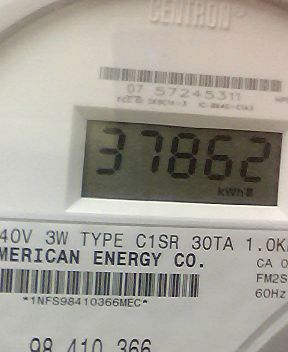 CENTRON®
07 57245311
37862
kWh
40V 3W TYPE C1SR 30TA 1.0K
MERICAN ENERGY CO.
CA 0
FM2S
60Hz
*1NFS98410366MEC*
98 410 366